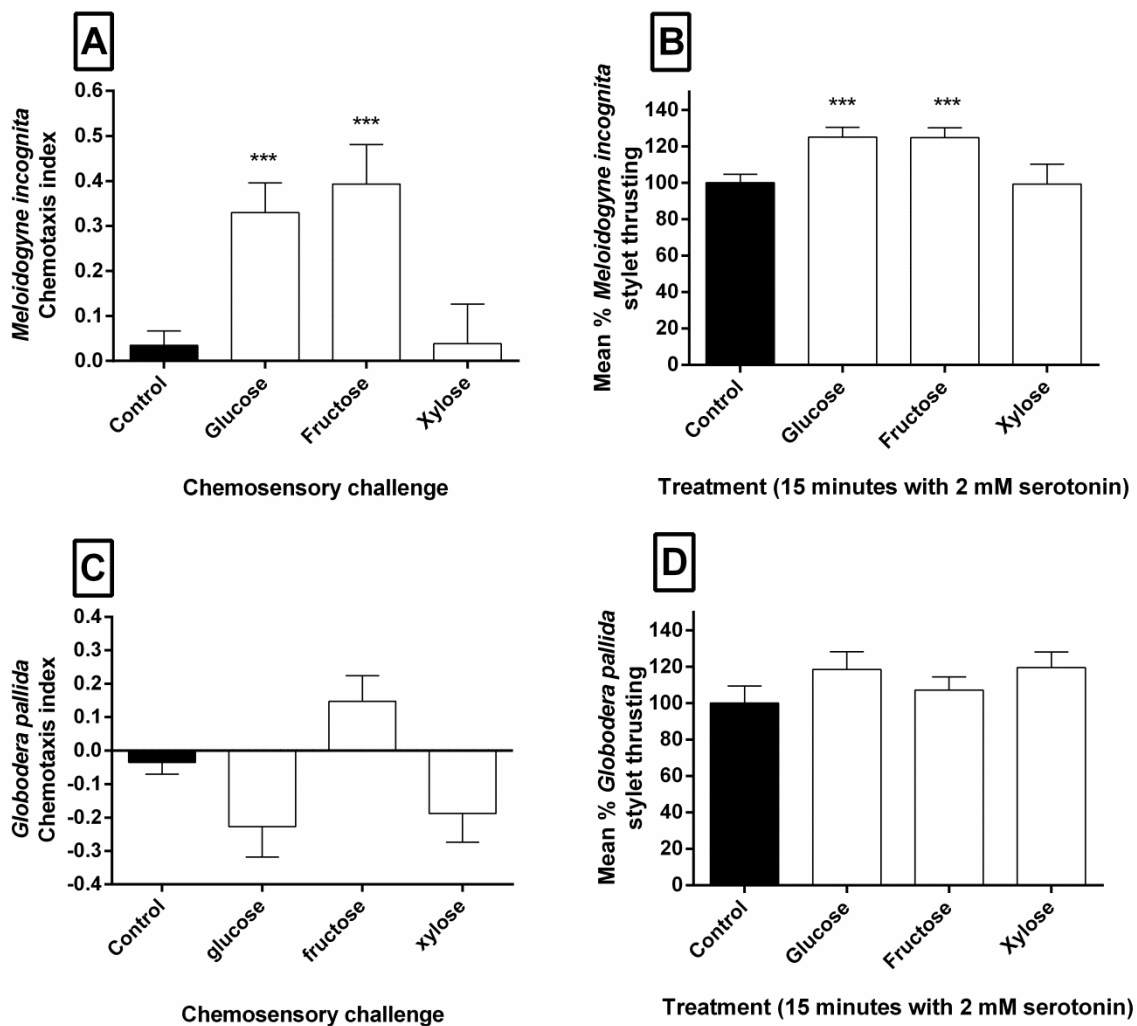 A
Meloidogyne incognita
Chemotaxis index
0.6
0.5
0.4
0.3
0.2
0.1
0.0
***
***
Control
Glucose
Fructose
Xylose
Chemosensory challenge
B
Mean % Meloidogyne incognita
stylet thrusting
140
120
100
80
60
40
20
0
***
***
Control
Glucose
Fructose
Xylose
Treatment (15 minutes with 2 mM serotonin)
C
Globodera pallida
Chemotaxis index
0.4
0.3
0.2
0.1
0.0
-0.1
-0.2
-0.3
-0.4
Control
glucose
fructose
xylose
Chemosensory challenge
D
Mean % Globodera pallida
stylet thrusting
140
120
100
80
60
40
20
0
Control
Glucose
Fructose
Xylose
Treatment (15 minutes with 2 mM serotonin)